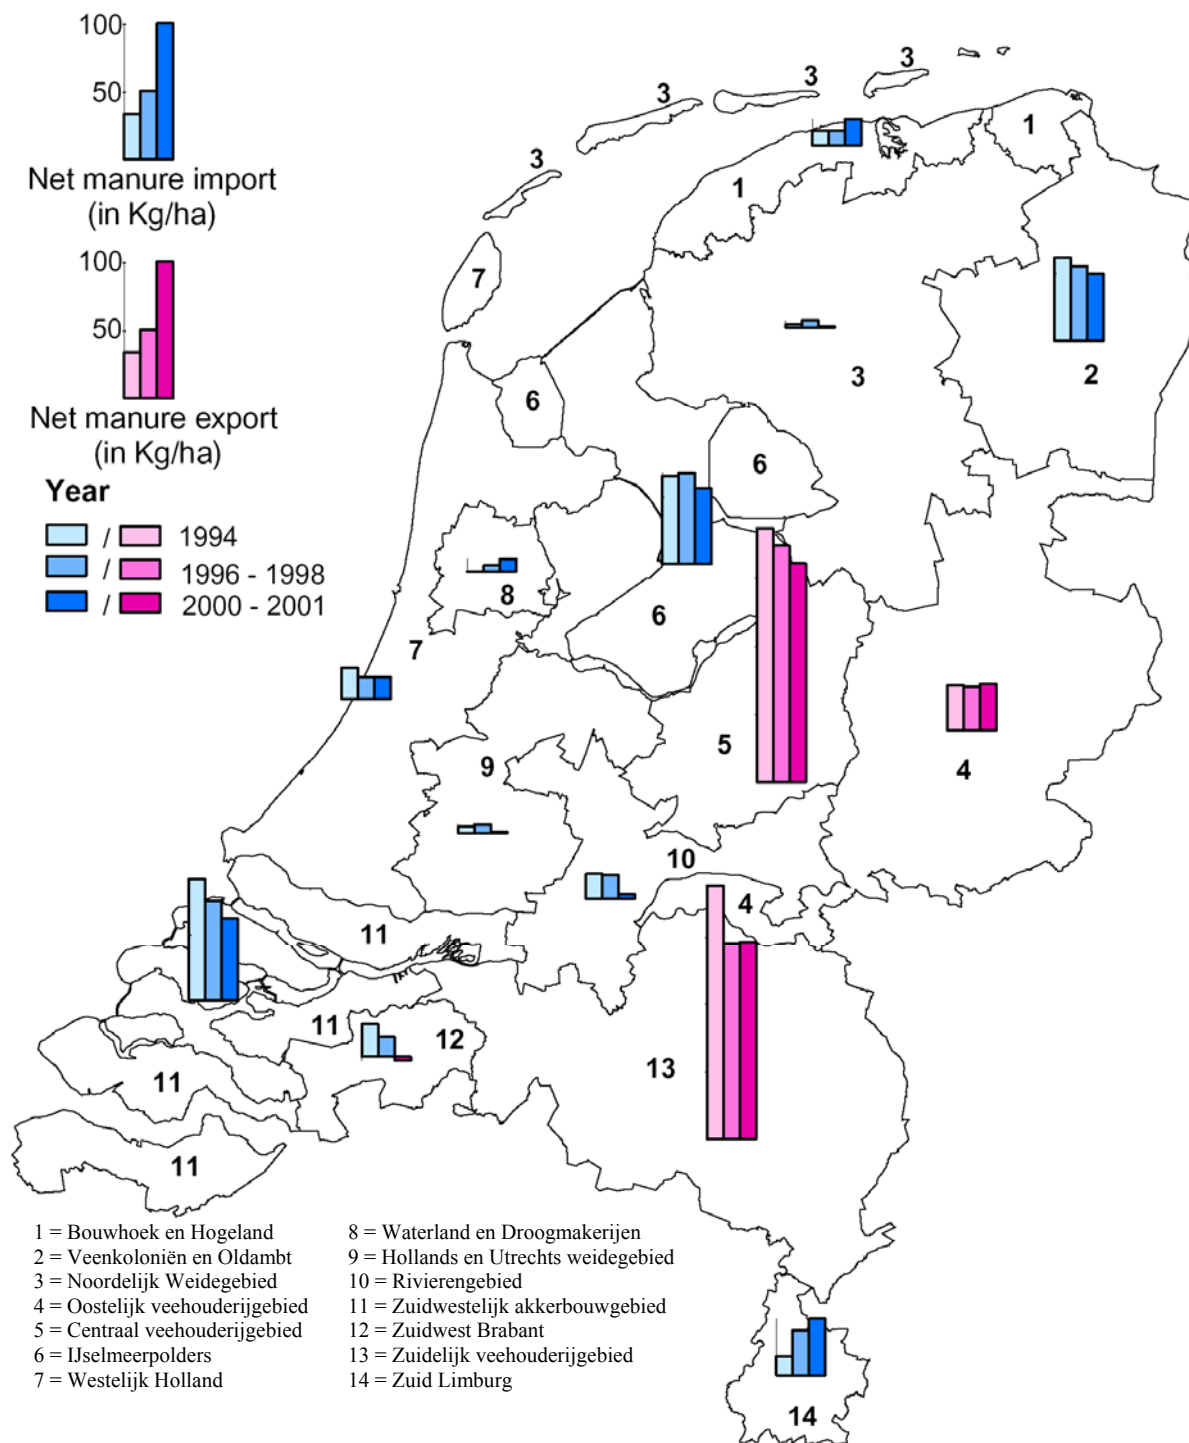 100
50
Net manure import
(in Kg/ha)
100
50
Net manure export
(in Kg/ha)
Year
/ 1994
/ 1996 - 1998
/ 2000 - 2001
3
3
3
3
1
1
7
2
3
6
6
8
6
7
5
9
4
10
4
11
11
12
11
13
11
14
1 = Bouwhoek en Hogeland
2 = Veenkoloniën en Oldambt
3 = Noordelijk Weidegebied
4 = Oostelijk veehouderijgebied
5 = Centraal veehouderijgebied
6 = IJselmeerpolders
7 = Westelijk Holland
8 = Waterland en Droogmakerijen
9 = Hollands en Utrechts weidegebied
10 = Rivierengebied
11 = Zuidwestelijk akkerbouwgebied
12 = Zuidwest Brabant
13 = Zuidelijk veehouderijgebied
14 = Zuid Limburg